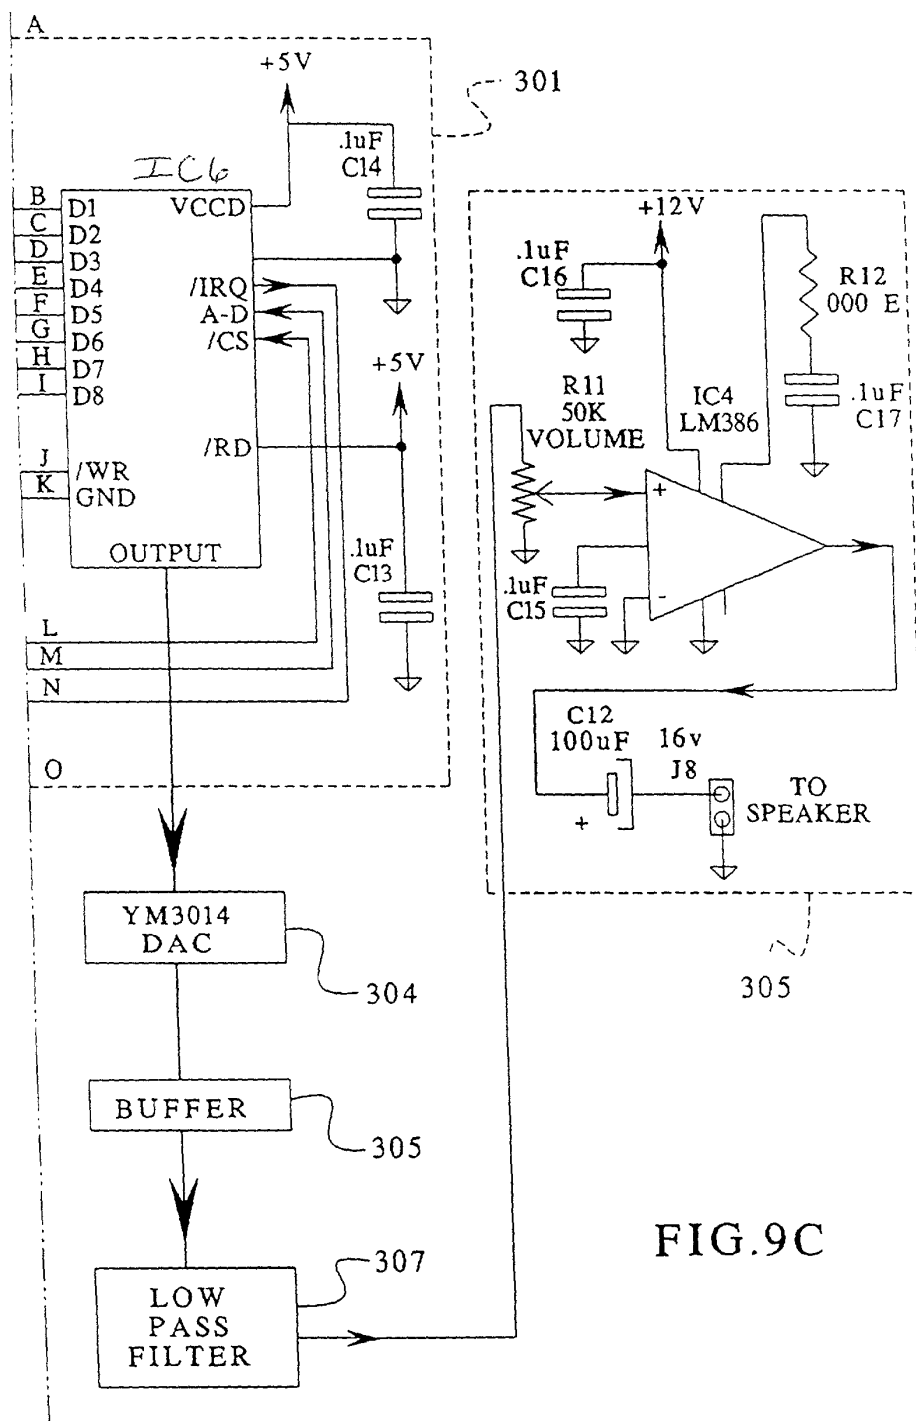 A
+5V
301
.1uF
C14
IC6
B
C
D
E
F
G
H
I
J
K
D1
D2
D3
D4
D5
D6
D7
D8
/WR
GND
VCCD
/IRQ
A-D
/CS
/RD
OUTPUT
+5V
.1uF
C13
L
M
N
O
+12V
.1uF
C16
R12
000 E
.1uF
C17
R11
50K
VOLUME
IC4
LM386
+
-
.1uF
C15
C12
100uF
16v
J8
+
TO
SPEAKER
305
YM3014
DAC
304
BUFFER
305
307
LOW
PASS
FILTER
FIG.9C